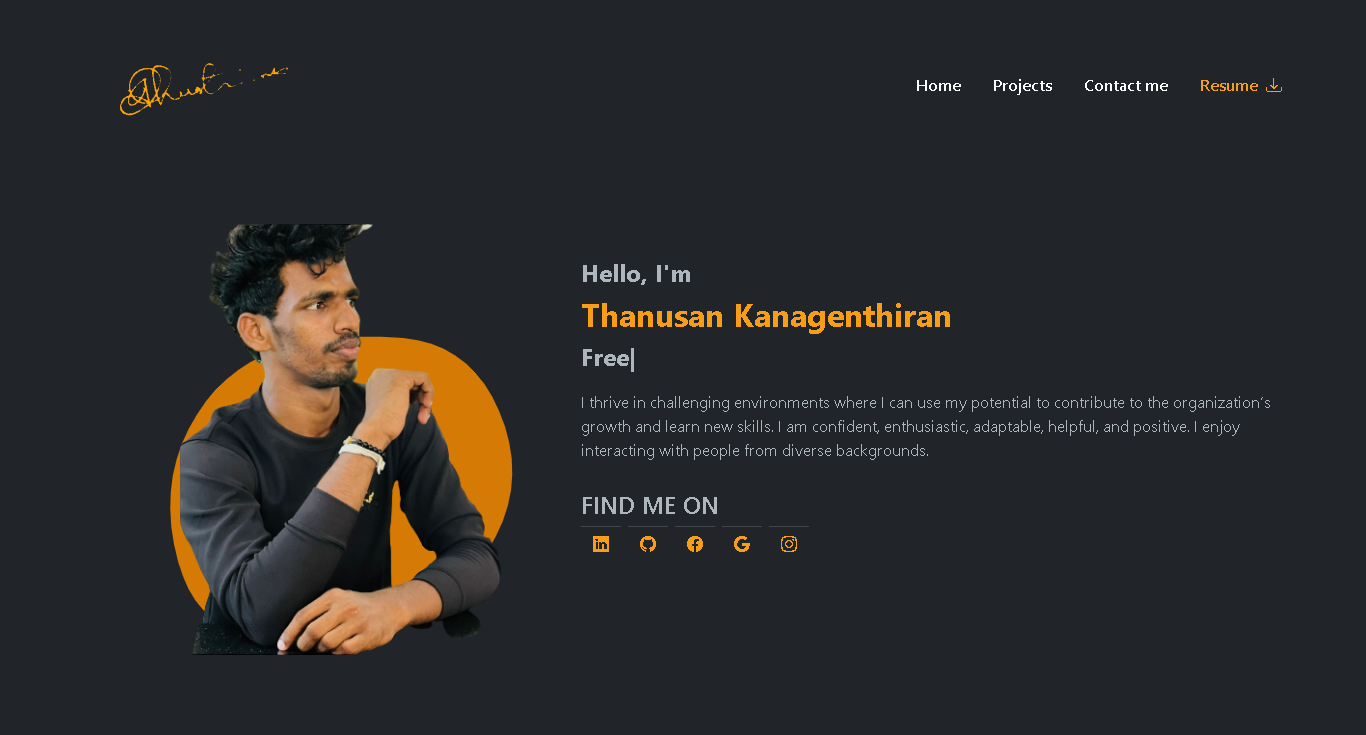 Home Projects Contact me Resume
Hello, I'm
Thanusan Kanagenthiran
Free|
I thrive in challenging environments where I can use my potential to contribute to the organization’s
growth and learn new skills. I am confident, enthusiastic, adaptable, helpful, and positive. I enjoy
interacting with people from diverse backgrounds.
FIND ME ON